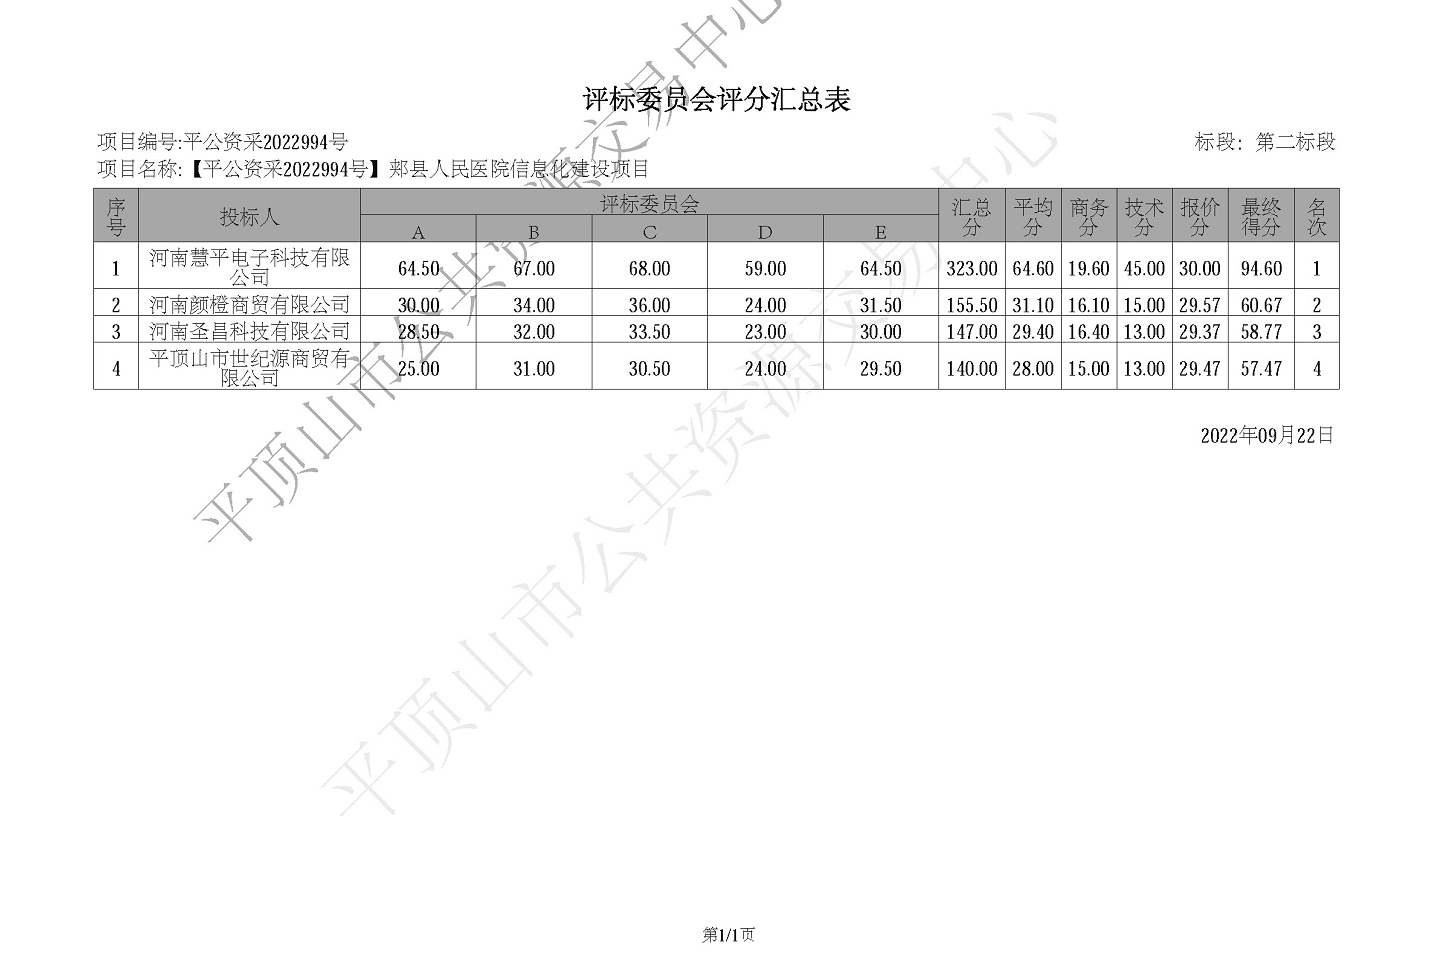 评标委员会评分汇总表
项目编号:平公资采2022994号 标段：第二标段
项目名称:【平公资采2022994号】郏县人民医院信息化建设项目
序号 投标人 评标委员会 汇总分 平均分 商务分 技术分 报价分 最终得分 名次
A B C D E
1 河南慧平电子科技有限公司 64.50 67.00 68.00 59.00 64.50 323.00 64.60 19.60 45.00 30.00 94.60 1
2 河南颜橙商贸有限公司 30.00 34.00 36.00 24.00 31.50 155.50 31.10 16.10 15.00 29.57 60.67 2
3 河南圣昌科技有限公司 28.50 32.00 33.50 23.00 30.00 147.00 29.40 16.40 13.00 29.37 58.77 3
4 平顶山市世纪源商贸有限公司 25.00 31.00 30.50 24.00 29.50 140.00 28.00 15.00 13.00 29.47 57.47 4
2022年09月22日
平顶山市公共资源交易中心
平顶山市公共资源交易中心
第1/1页